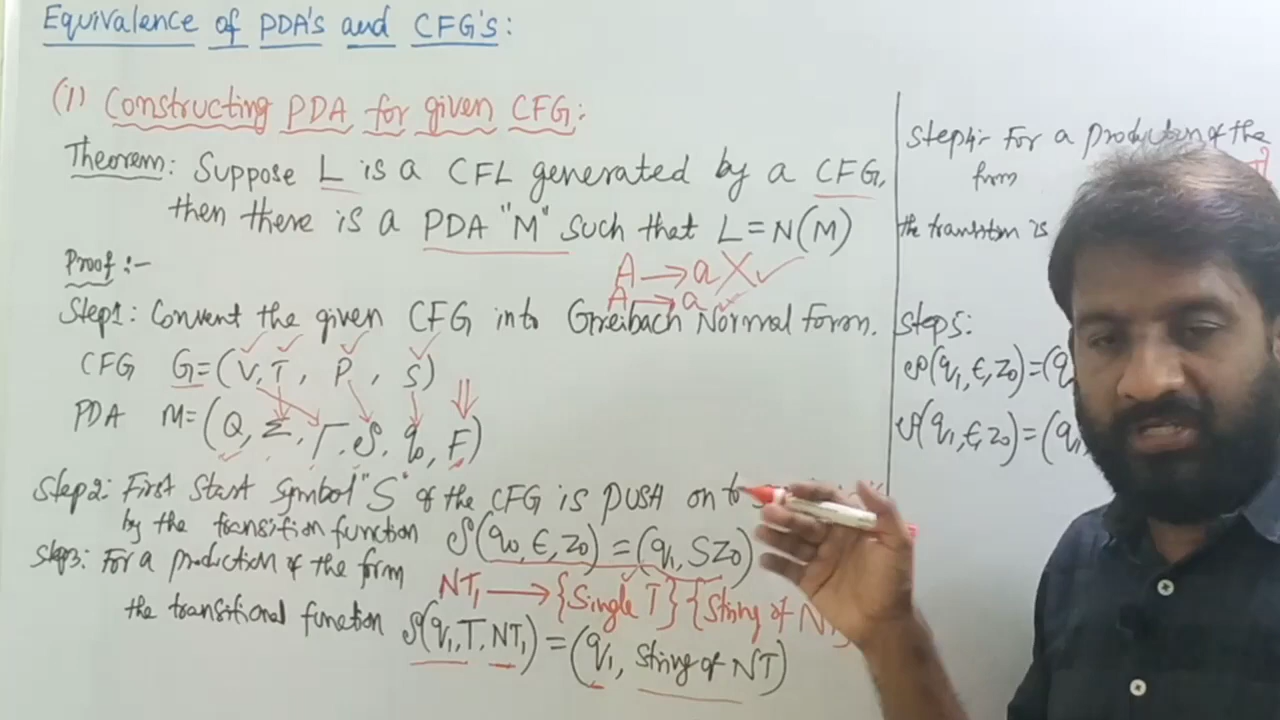 Equivalence of PDA's and CFG's:
(1) Constructing PDA for given CFG:
Theorem: Suppose L is a CFL generated by a CFG,
then there is a PDA "M" such that L=N(M)
Proof:-
A → a X ✓
A → a
Step1: Convert the given CFG into Greibach Normal Form.
CFG G=(V, T, P, S)
PDA M=(Q, Σ, Γ, δ, q0, F)
Step2: First Start Symbol "S" of the CFG is PUSH on to
by the transition function δ(q0, ε, z0) = (q1, SZ0)
Step3: For a production of the form
NT1 → {Single T} {String of NT}
the transitional function δ(q1, T, NT1) = (q1, String of NT)
Step4:- For a production of the
form
the transition is
Step5:
δ(q1, ε, z0)=(q
δ(q1, ε, z0)=(q1,